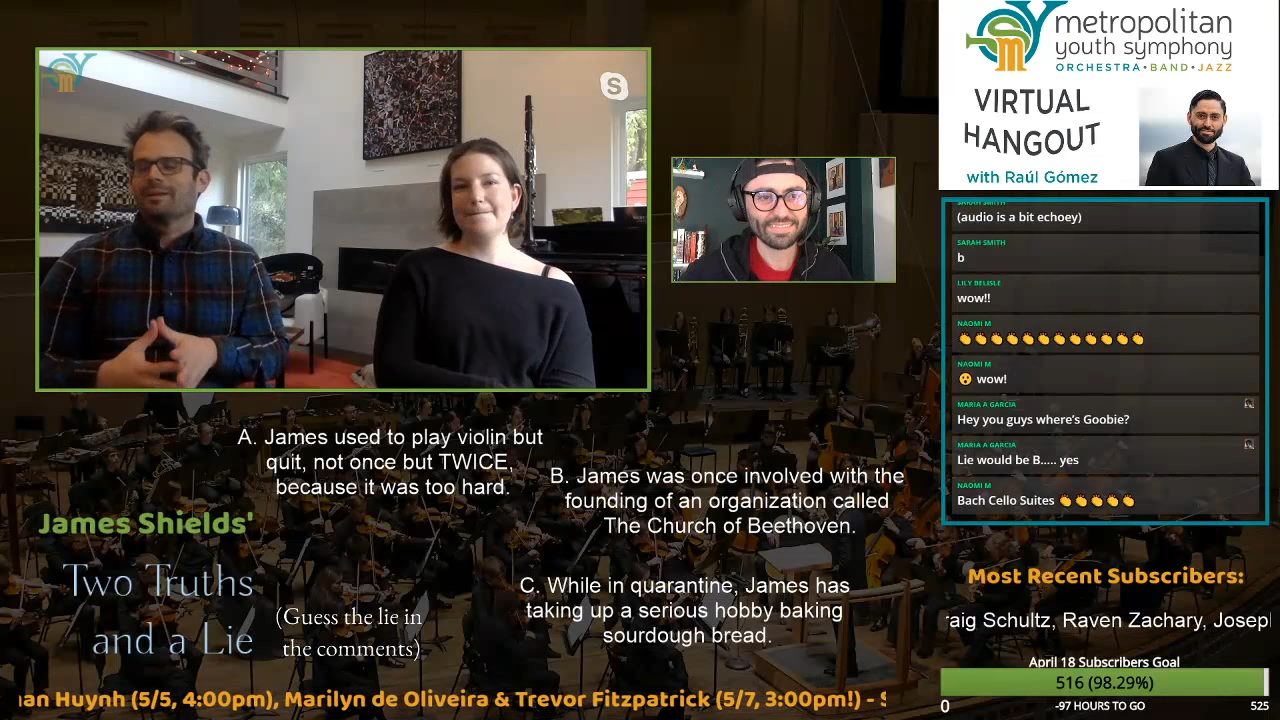 metropolitan
youth symphony
ORCHESTRA•BAND•JAZZ
VIRTUAL
HANGOUT
with Raúl Gómez
S
SARAH SMITH
(audio is a bit echoey)
SARAH SMITH
b
LILY BELISLE
wow!!
NAOMI M
👏👏👏👏👏👏👏👏👏👏👏👏
NAOMI M
😮 wow!
MARIA A GARCIA
Hey you guys where's Goobie?
MARIA A GARCIA
Lie would be B..... yes
NAOMI M
Bach Cello Suites 👏👏👏👏👏
A. James used to play violin but
quit, not once but TWICE,
because it was too hard.
B. James was once involved with the
founding of an organization called
The Church of Beethoven.
C. While in quarantine, James has
taking up a serious hobby baking
sourdough bread.
James Shields'
Two Truths
and a Lie
(Guess the lie in
the comments)
Most Recent Subscribers:
raig Schultz, Raven Zachary, Josepl
April 18 Subscribers Goal
516 (98.29%)
0 -97 HOURS TO GO 525
nan Huynh (5/5, 4:00pm), Marilyn de Oliveira & Trevor Fitzpatrick (5/7, 3:00pm!) - S